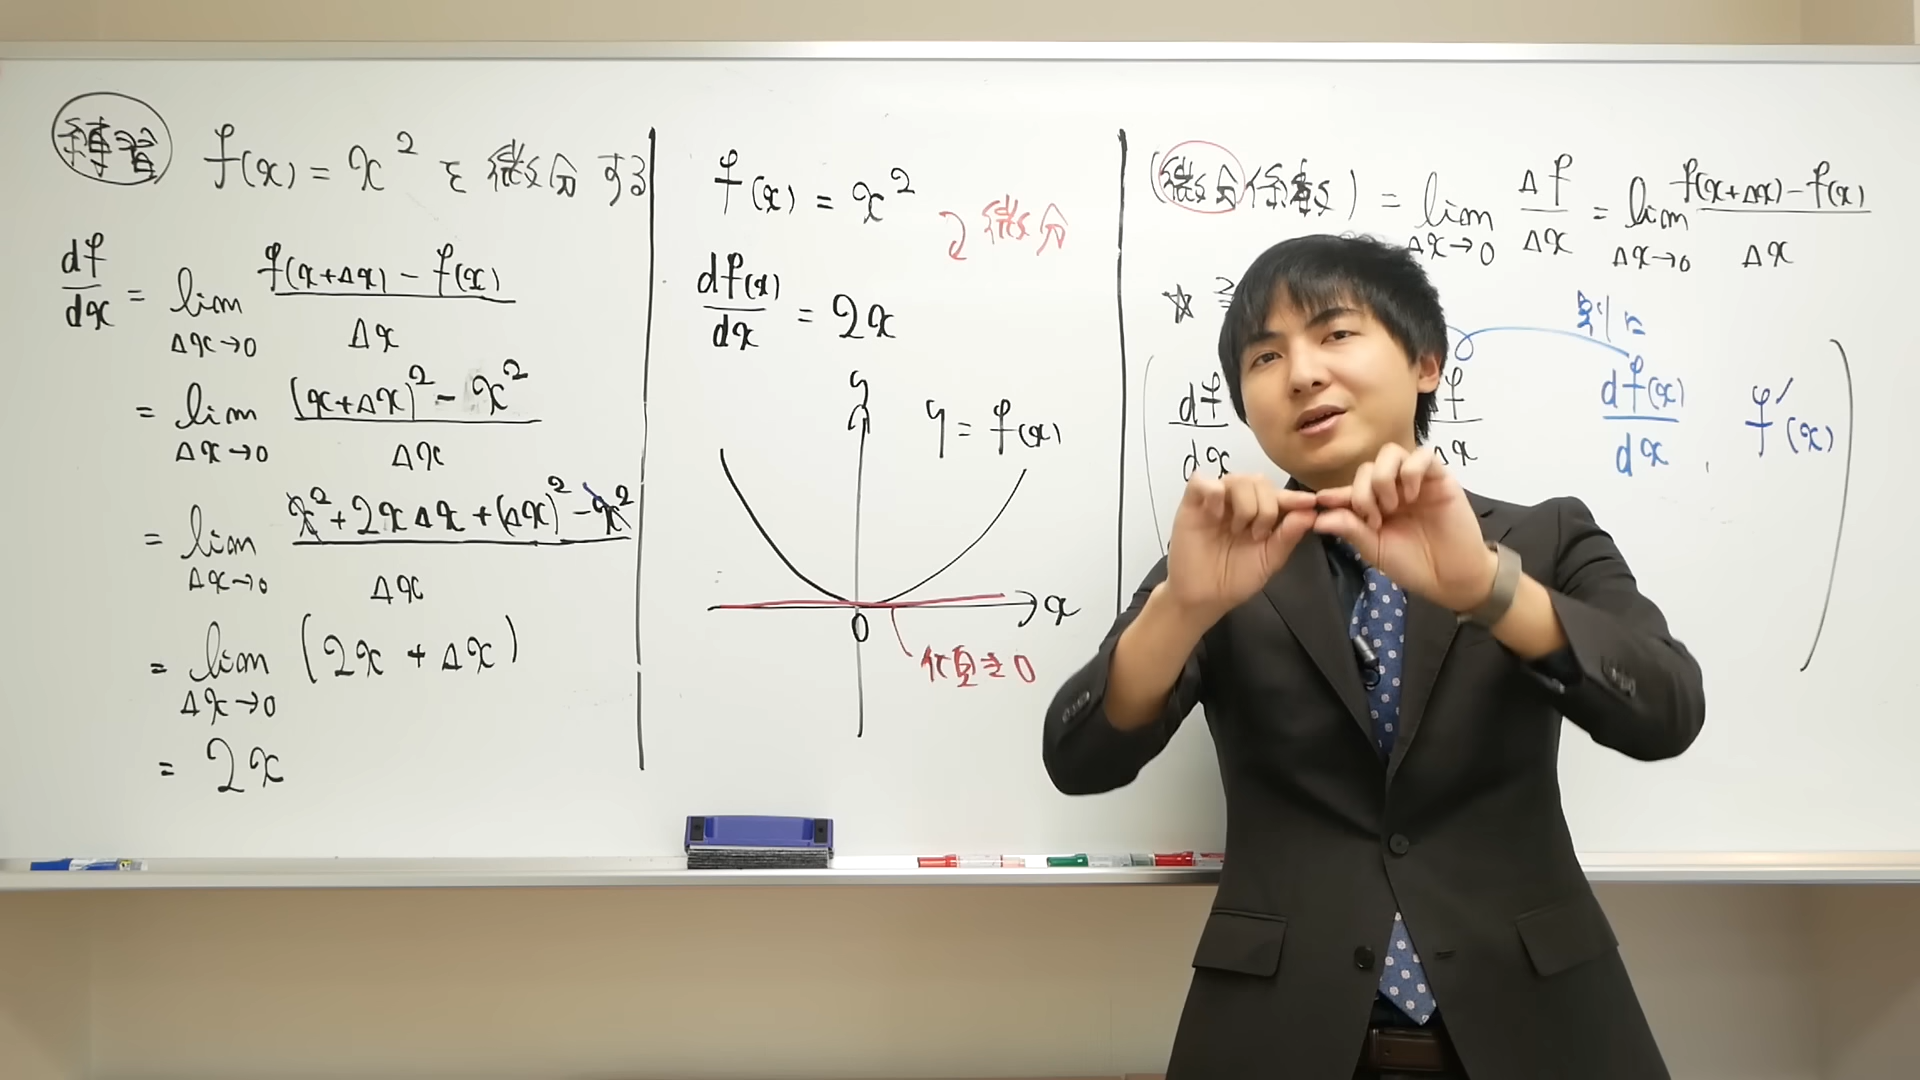 練習 f(x) = x² を微分する
df/dx = lim Δx→0 (f(x+Δx) − f(x))/Δx
= lim Δx→0 ((x+Δx)² − x²)/Δx
= lim Δx→0 (x² + 2xΔx + (Δx)² − x²)/Δx
= lim Δx→0 (2x + Δx)
= 2x
f(x) = x²
微分
df(x)/dx = 2x
y
y = f(x)
x
0
傾き0
(微分係数) = lim Δx→0 Δf/Δx = lim Δx→0 (f(x+Δx) − f(x))/Δx
☆
別に
df/dx
f/Δx
df(x)/dx , f′(x)